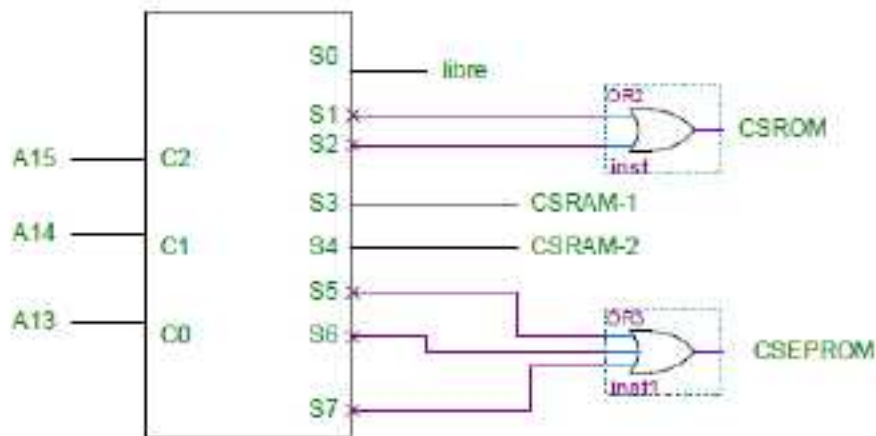 S0
libre
S1
OR2
CSROM
S2
inst
A15
C2
S3
CSRAM-1
A14
C1
S4
CSRAM-2
S5
OR3
A13
C0
S6
CSEPROM
inst1
S7